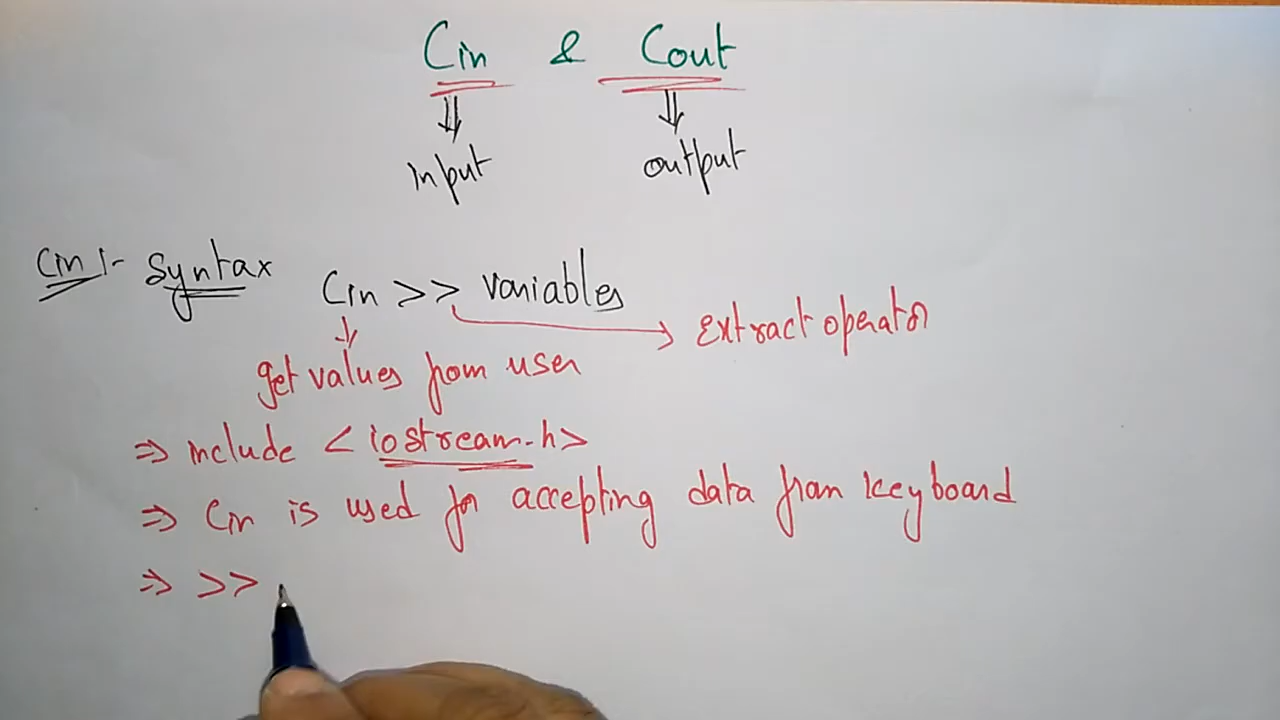 Cin & Cout
input output
Cin :- Syntax
Cin >> variables
extract operator
get values from user
⇒ include <iostream.h>
⇒ Cin is used for accepting data from keyboard
⇒ >>